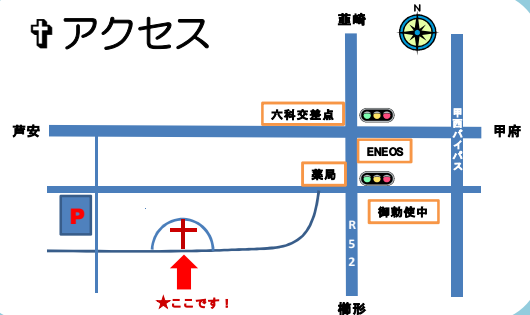 アクセス
N
韮崎
六科交差点
芦安
甲府
甲西バイパス
ENEOS
薬局
御勅使中
P
R52
★ここです！
櫛形